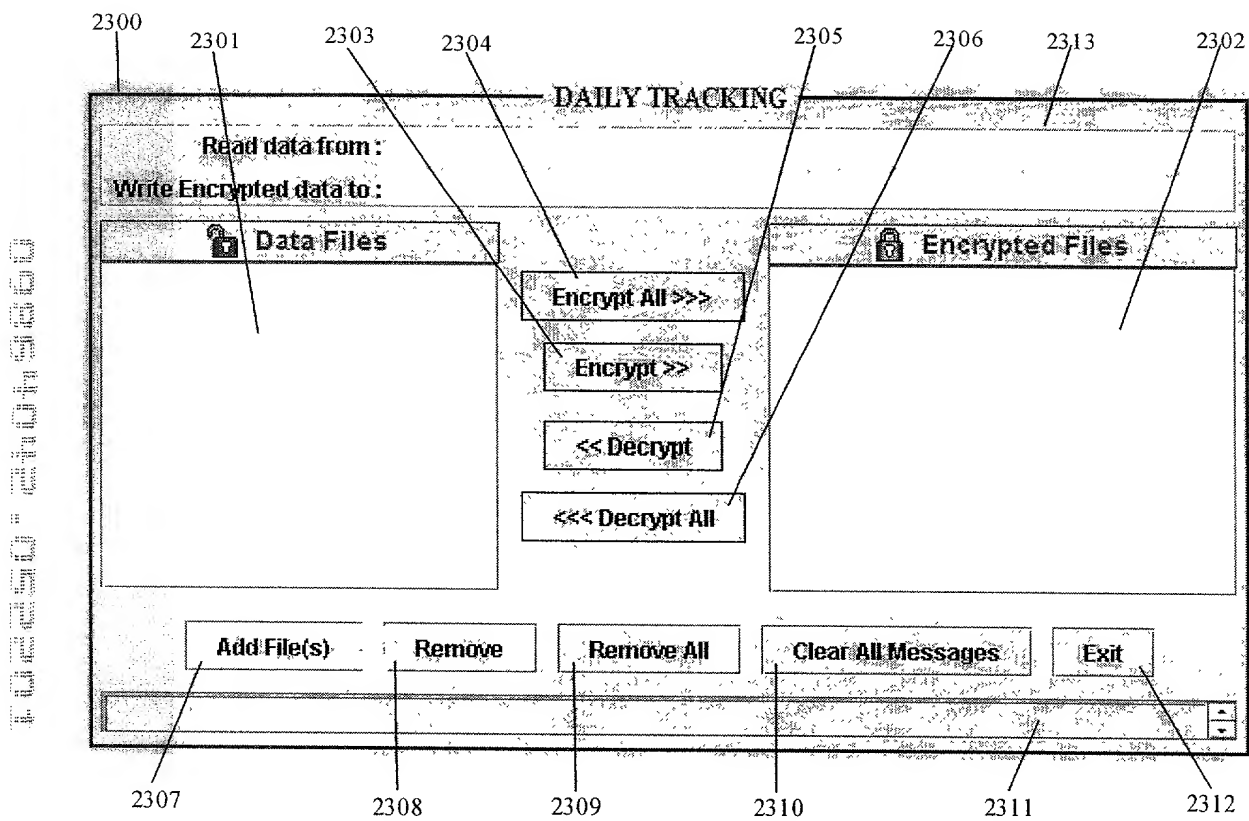 2300
2301
2303
2304
2305
2306
2313
2302
DAILY TRACKING
Read data from :
Write Encrypted data to :
Data Files
Encrypted Files
Encrypt All >>>
Encrypt >>
<< Decrypt
<<< Decrypt All
Add File(s)
Remove
Remove All
Clear All Messages
Exit
2307
2308
2309
2310
2311
2312